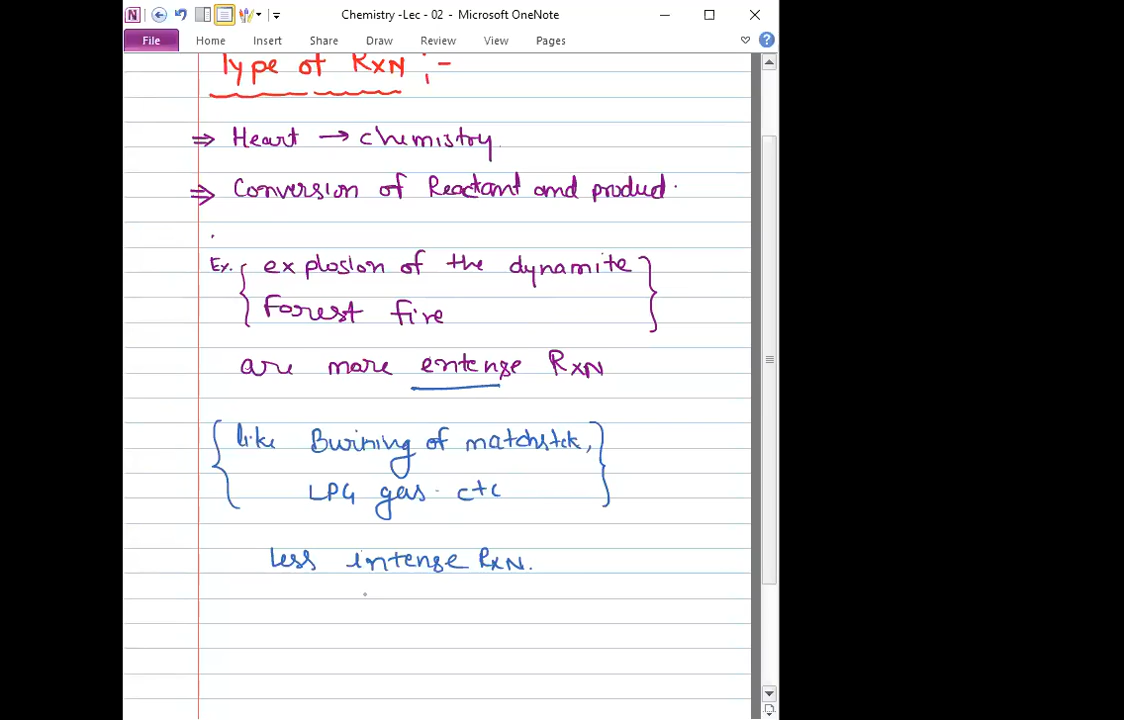 Chemistry -Lec - 02 - Microsoft OneNote
File Home Insert Share Draw Review View Pages
Type of RxN :-
⇒ Heart → chemistry
⇒ Conversion of Reactant and product.
Ex. { explosion of the dynamite }
{ Forest fire }
are more entense RxN
{ like Burining of matchstck, }
LPG gas. etc
less intense RxN.